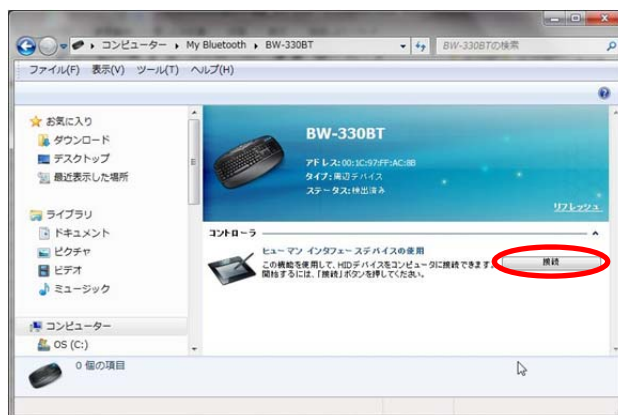 コンピューター ▸ My Bluetooth ▸ BW-330BT
BW-330BTの検索
ファイル(F) 表示(V) ツール(T) ヘルプ(H)
お気に入り
ダウンロード
デスクトップ
最近表示した場所
ライブラリ
ドキュメント
ピクチャ
ビデオ
ミュージック
コンピューター
OS (C:)
BW-330BT
アドレス:00:1C:97:FF:AC:8B
タイプ:周辺デバイス
ステータス:検出済み
リフレッシュ
コントローラ
ヒューマン インタフェース デバイスの使用
この機能を使用して、HIDデバイスをコンピュータに接続できます。
開始するには、「接続」ボタンを押してください。
接続
0 個の項目